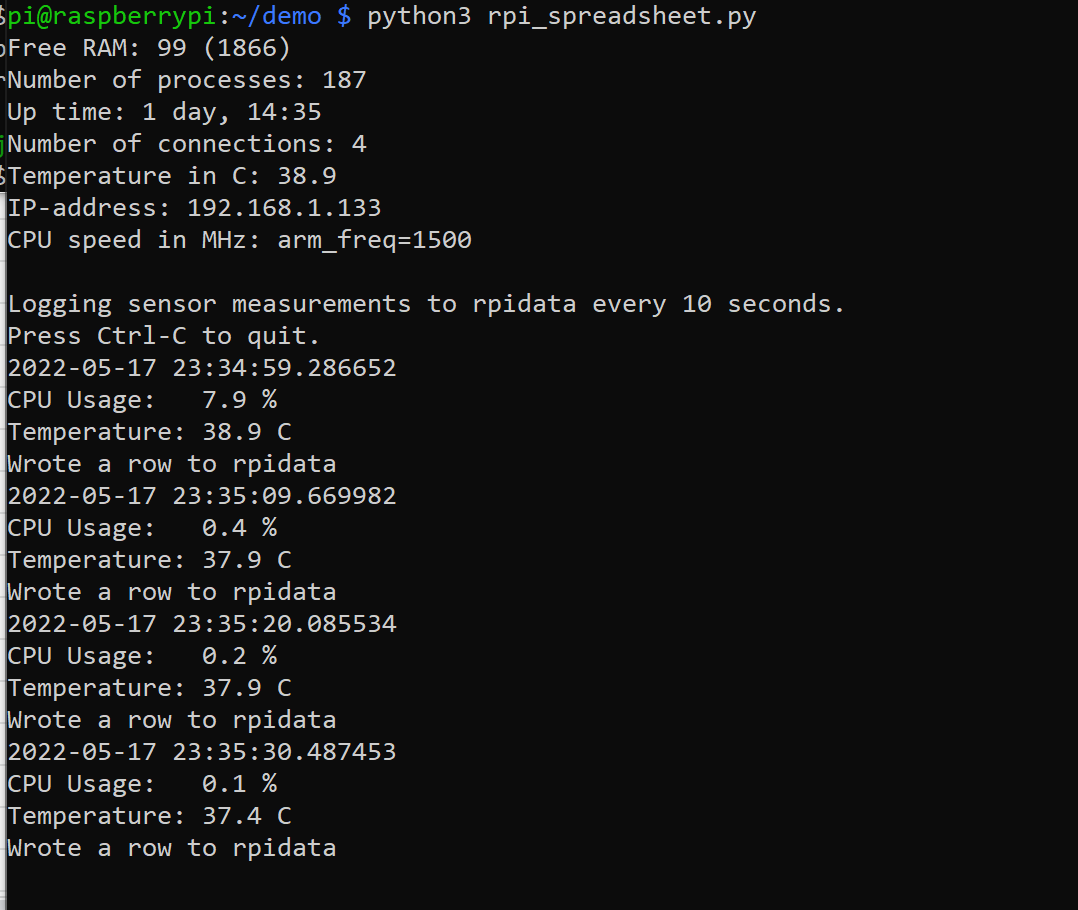 pi@raspberrypi:~/demo $ python3 rpi_spreadsheet.py
Free RAM: 99 (1866)
Number of processes: 187
Up time: 1 day, 14:35
Number of connections: 4
Temperature in C: 38.9
IP-address: 192.168.1.133
CPU speed in MHz: arm_freq=1500

Logging sensor measurements to rpidata every 10 seconds.
Press Ctrl-C to quit.
2022-05-17 23:34:59.286652
CPU Usage:   7.9 %
Temperature: 38.9 C
Wrote a row to rpidata
2022-05-17 23:35:09.669982
CPU Usage:   0.4 %
Temperature: 37.9 C
Wrote a row to rpidata
2022-05-17 23:35:20.085534
CPU Usage:   0.2 %
Temperature: 37.9 C
Wrote a row to rpidata
2022-05-17 23:35:30.487453
CPU Usage:   0.1 %
Temperature: 37.4 C
Wrote a row to rpidata